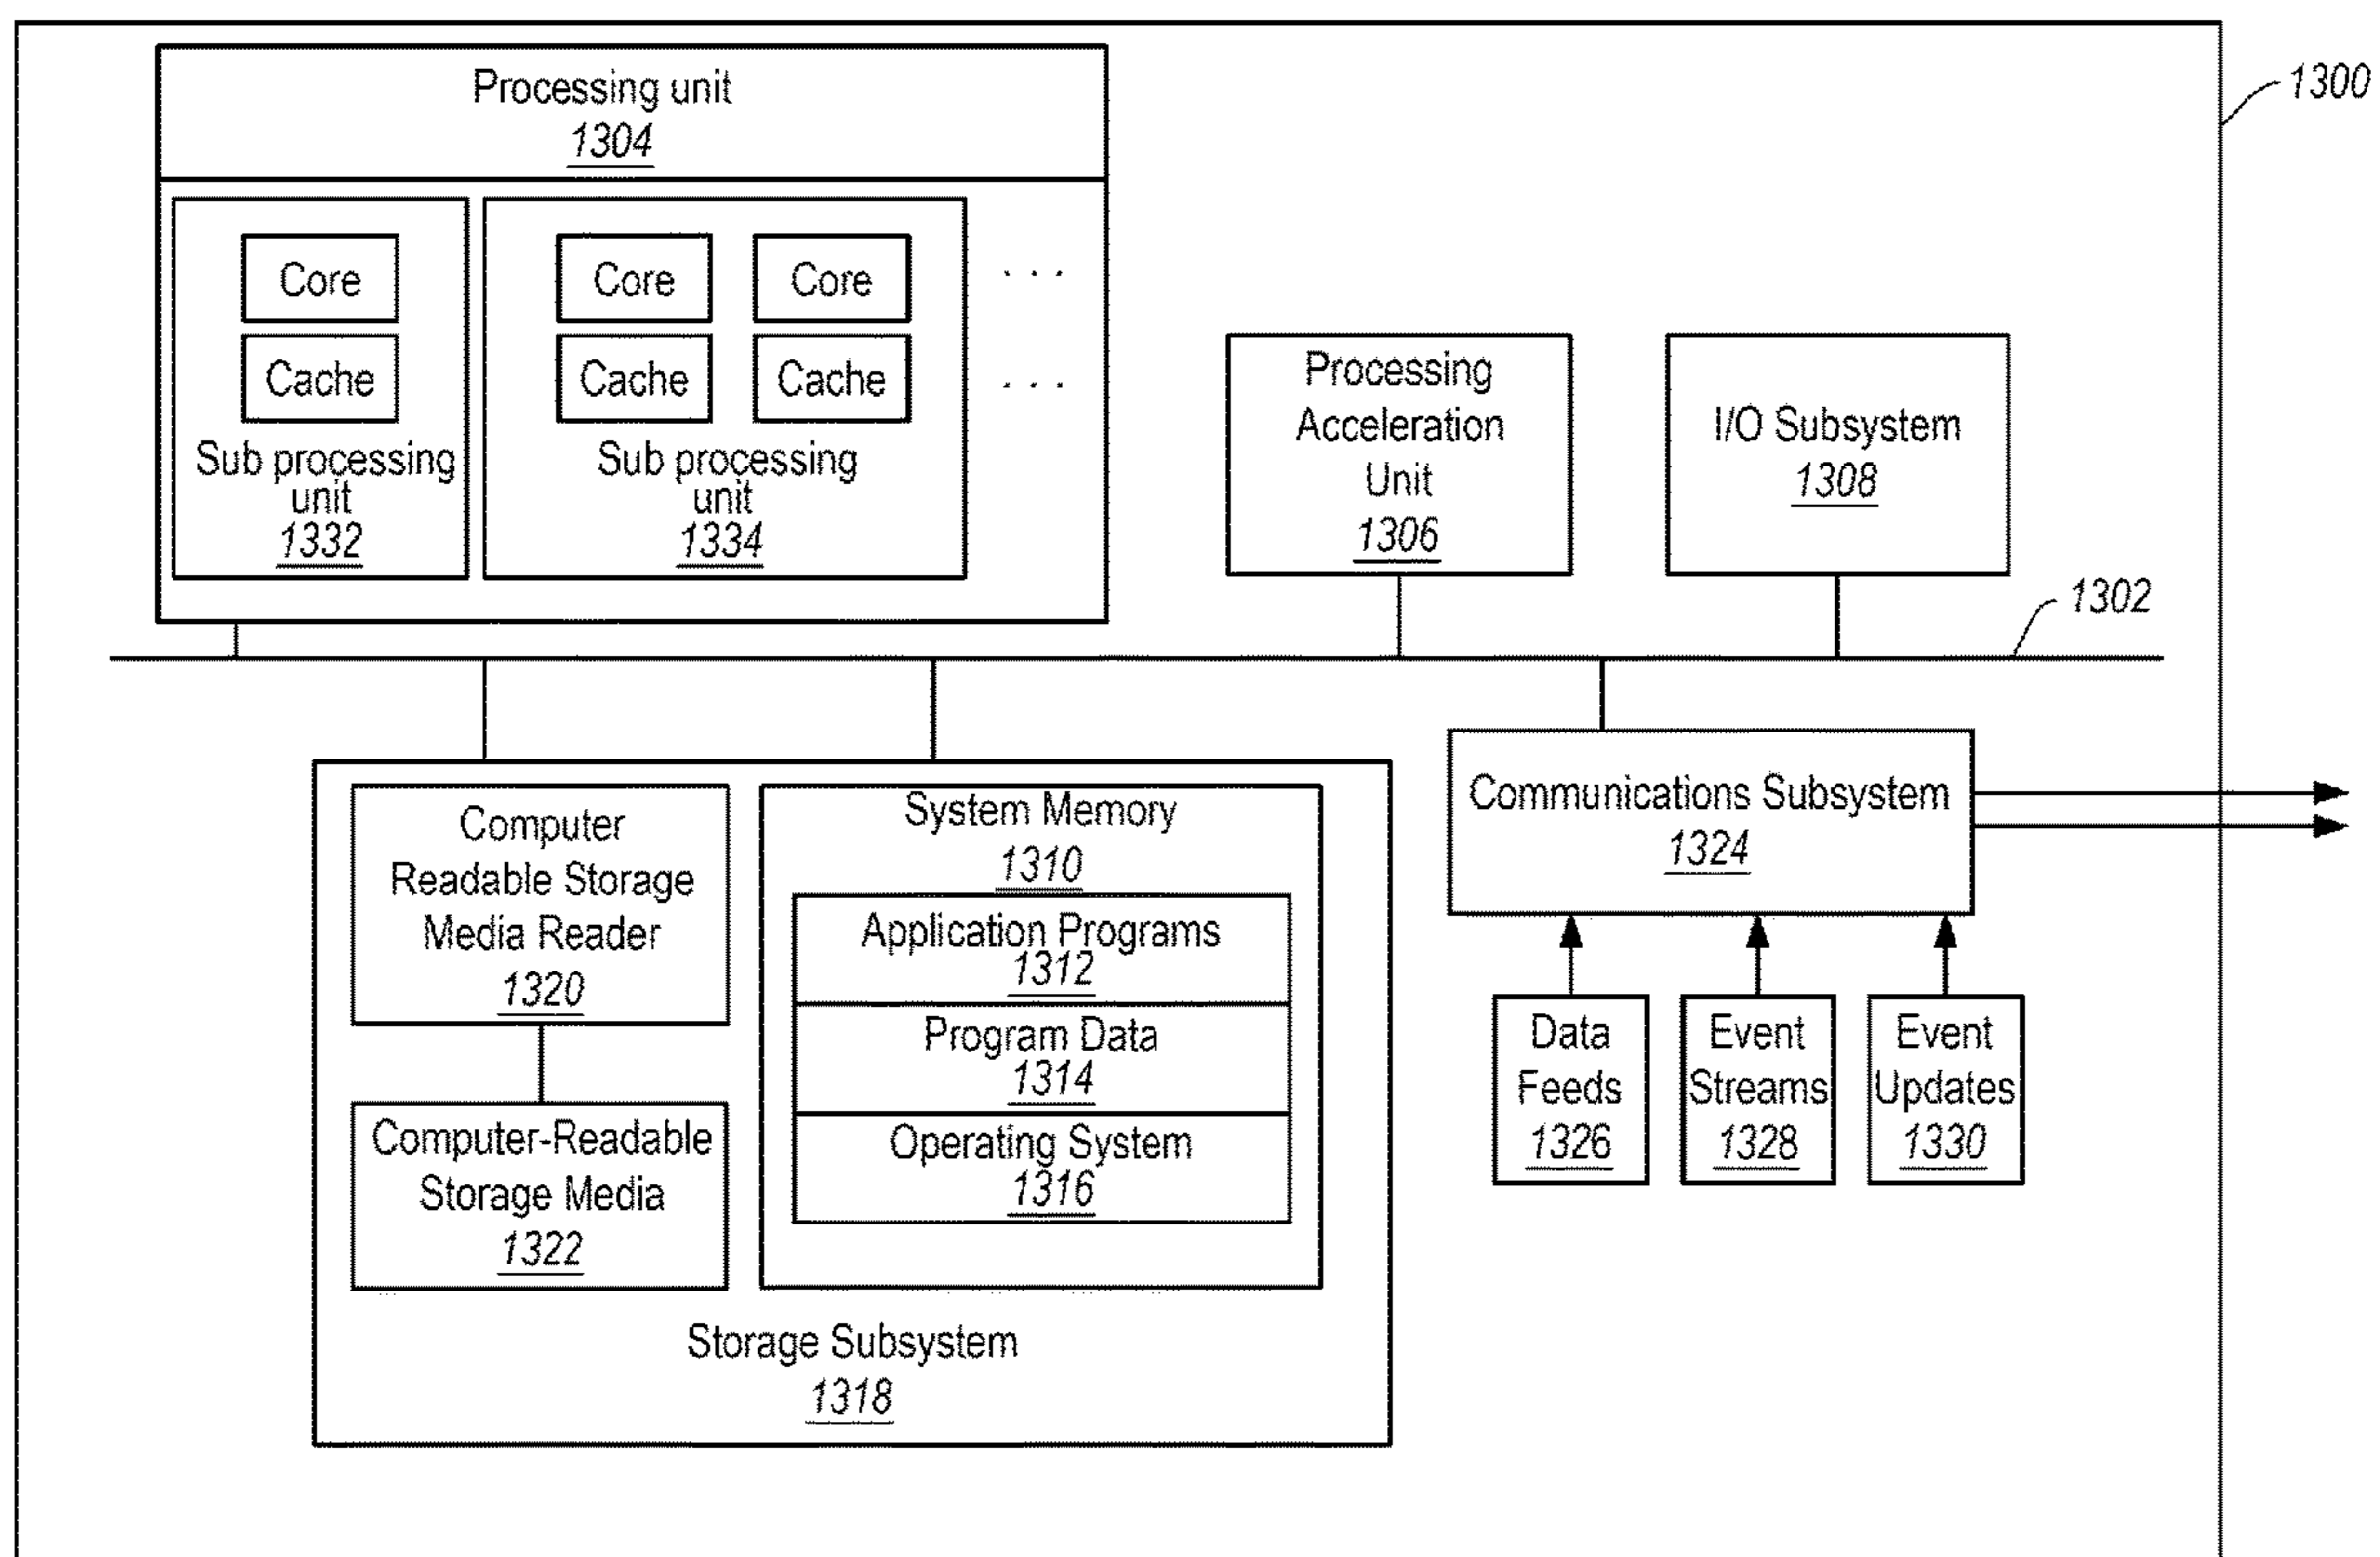 1300
Processing unit
1304
Core
Cache
Sub processing
unit
1332
Core Core
Cache Cache
Sub processing
unit
1334
. . .
. . .
Processing
Acceleration
Unit
1306
I/O Subsystem
1308
1302
Computer
Readable Storage
Media Reader
1320
Computer-Readable
Storage Media
1322
System Memory
1310
Application Programs
1312
Program Data
1314
Operating System
1316
Storage Subsystem
1318
Communications Subsystem
1324
Data
Feeds
1326
Event
Streams
1328
Event
Updates
1330